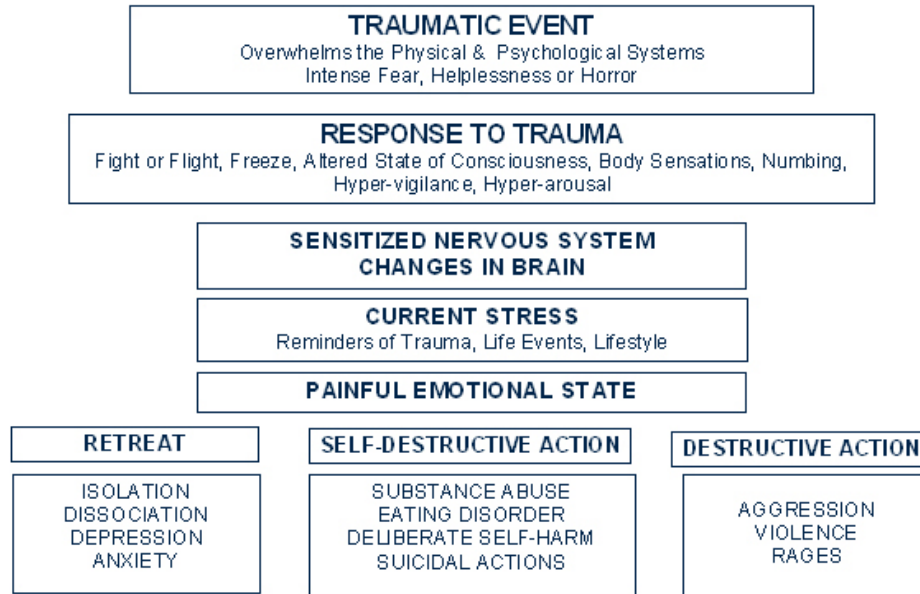 TRAUMATIC EVENT
Overwhelms the Physical & Psychological Systems
Intense Fear, Helplessness or Horror
RESPONSE TO TRAUMA
Fight or Flight, Freeze, Altered State of Consciousness, Body Sensations, Numbing,
Hyper-vigilance, Hyper-arousal
SENSITIZED NERVOUS SYSTEM
CHANGES IN BRAIN
CURRENT STRESS
Reminders of Trauma, Life Events, Lifestyle
PAINFUL EMOTIONAL STATE
RETREAT
ISOLATION
DISSOCIATION
DEPRESSION
ANXIETY
SELF-DESTRUCTIVE ACTION
SUBSTANCE ABUSE
EATING DISORDER
DELIBERATE SELF-HARM
SUICIDAL ACTIONS
DESTRUCTIVE ACTION
AGGRESSION
VIOLENCE
RAGES